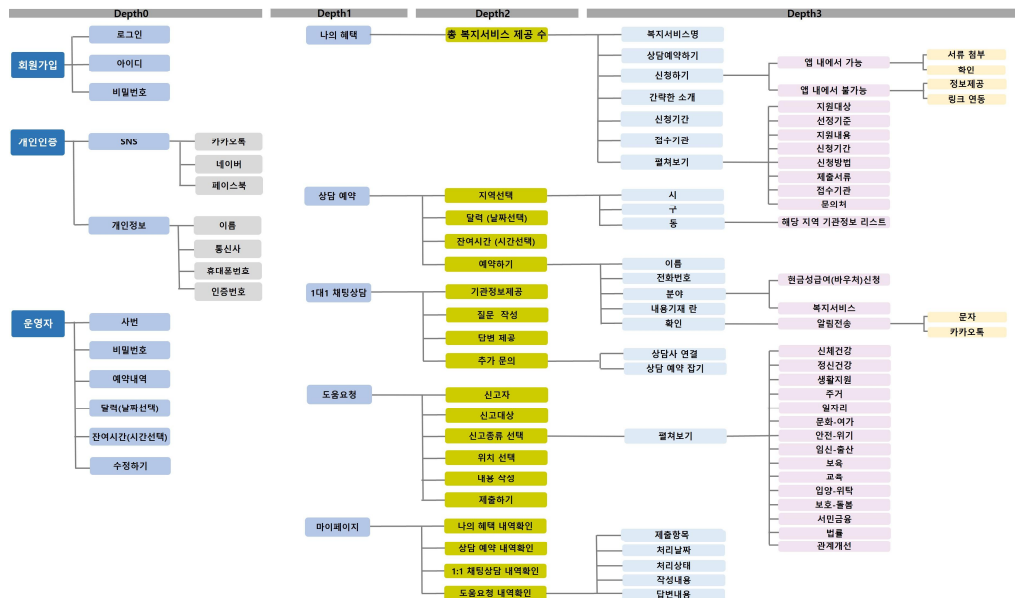 Depth0
Depth1
Depth2
Depth3
회원가입
로그인
아이디
비밀번호
개인인증
SNS
카카오톡
네이버
페이스북
개인정보
이름
통신사
휴대폰번호
인증번호
운영자
사번
비밀번호
예약내역
달력(날짜선택)
잔여시간(시간선택)
수정하기
나의 혜택
총 복지서비스 제공 수
복지서비스명
상담예약하기
신청하기
앱 내에서 가능
서류 첨부
확인
앱 내에서 불가능
정보제공
링크 연동
간략한 소개
신청기간
접수기관
펼쳐보기
지원대상
선정기준
지원내용
신청기간
신청방법
제출서류
접수기관
문의처
상담 예약
지역선택
시
구
동
해당 지역 기관정보 리스트
달력 (날짜선택)
잔여시간 (시간선택)
예약하기
이름
전화번호
분야
현금성급여(바우처)신청
복지서비스
내용기재 란
확인
알림전송
문자
카카오톡
1대1 채팅상담
기관정보제공
질문 작성
답변 제공
추가 문의
상담사 연결
상담 예약 잡기
도움요청
신고자
신고대상
신고종류 선택
펼쳐보기
신체건강
정신건강
생활지원
주거
일자리
문화-여가
안전-위기
임신-출산
보육
교육
입양-위탁
보호-돌봄
서민금융
법률
관계개선
위치 선택
내용 작성
제출하기
마이페이지
나의 혜택 내역확인
상담 예약 내역확인
1:1 채팅상담 내역확인
도움요청 내역확인
제출항목
처리날짜
처리상태
작성내용
답변내용